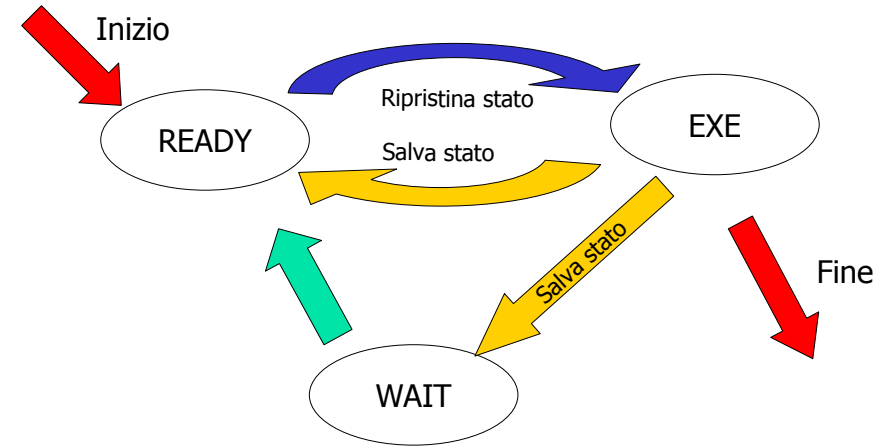 Inizio
Ripristina stato
READY
EXE
Salva stato
Salva stato
Fine
WAIT